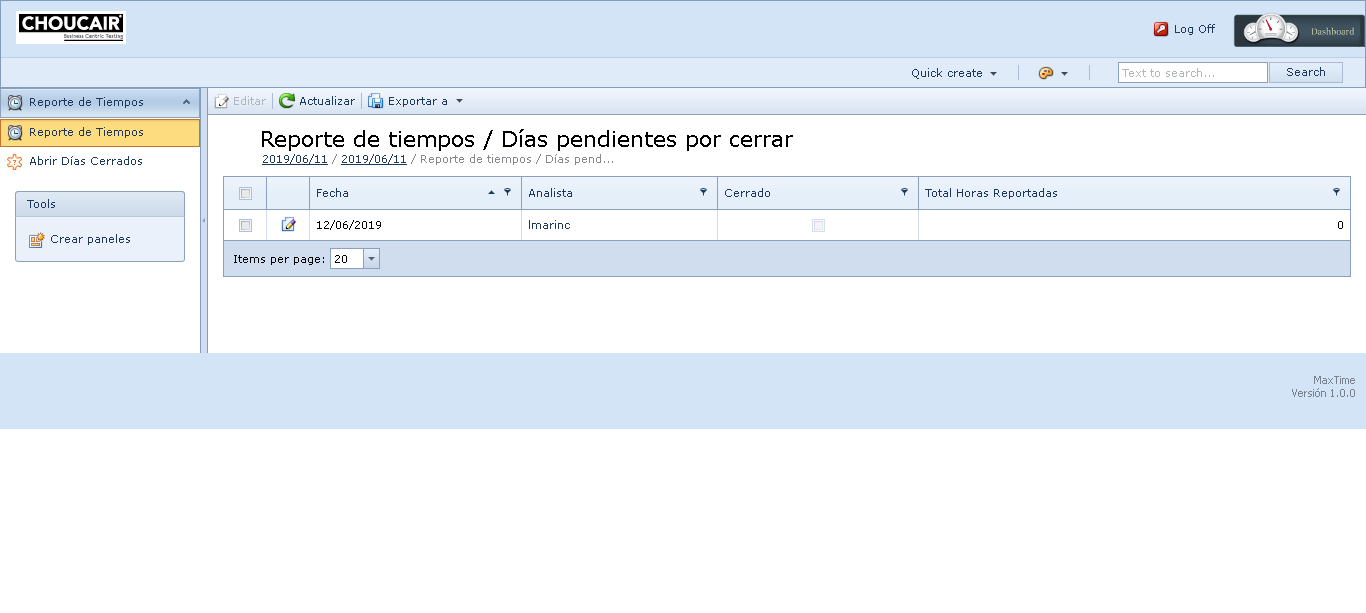 CHOUCAIR
Business Centric Testing
Log Off
Dashboard
Quick create
Text to search...
Search
Reporte de Tiempos
Editar
Actualizar
Exportar a
Reporte de Tiempos
Abrir Días Cerrados
Tools
Crear paneles
Reporte de tiempos / Días pendientes por cerrar
2019/06/11 / 2019/06/11 / Reporte de tiempos / Días pend...
Fecha Analista Cerrado Total Horas Reportadas
12/06/2019 lmarinc 0
Items per page: 20
MaxTime
Versión 1.0.0